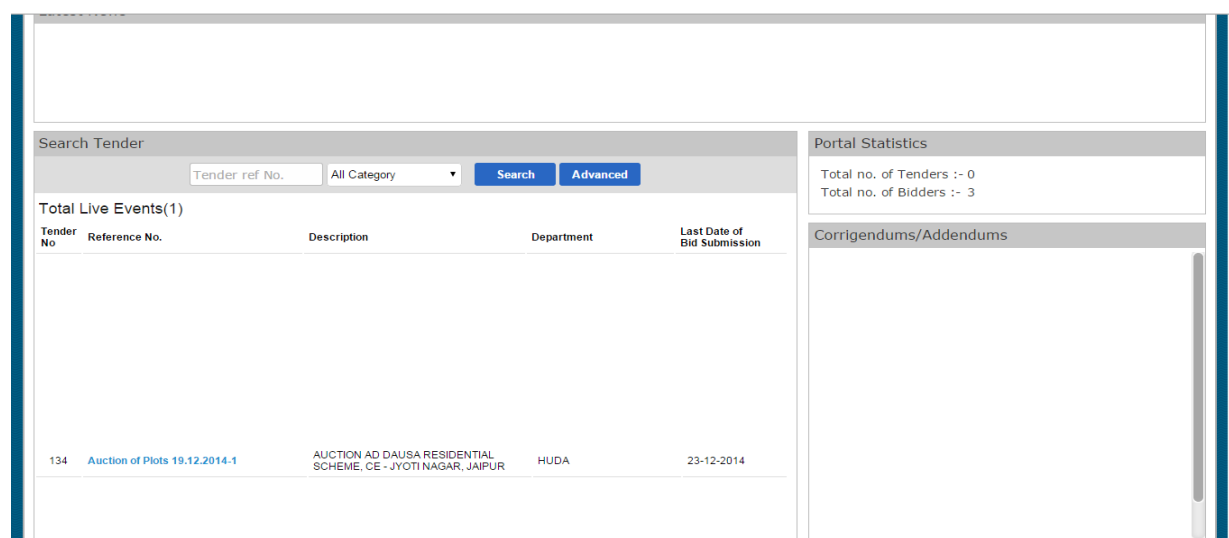 Search Tender
Tender ref No. All Category Search Advanced
Total Live Events(1)
Tender No Reference No. Description Department Last Date of Bid Submission
134 Auction of Plots 19.12.2014-1 AUCTION AD DAUSA RESIDENTIAL SCHEME, CE - JYOTI NAGAR, JAIPUR HUDA 23-12-2014
Portal Statistics
Total no. of Tenders :- 0
Total no. of Bidders :- 3
Corrigendums/Addendums